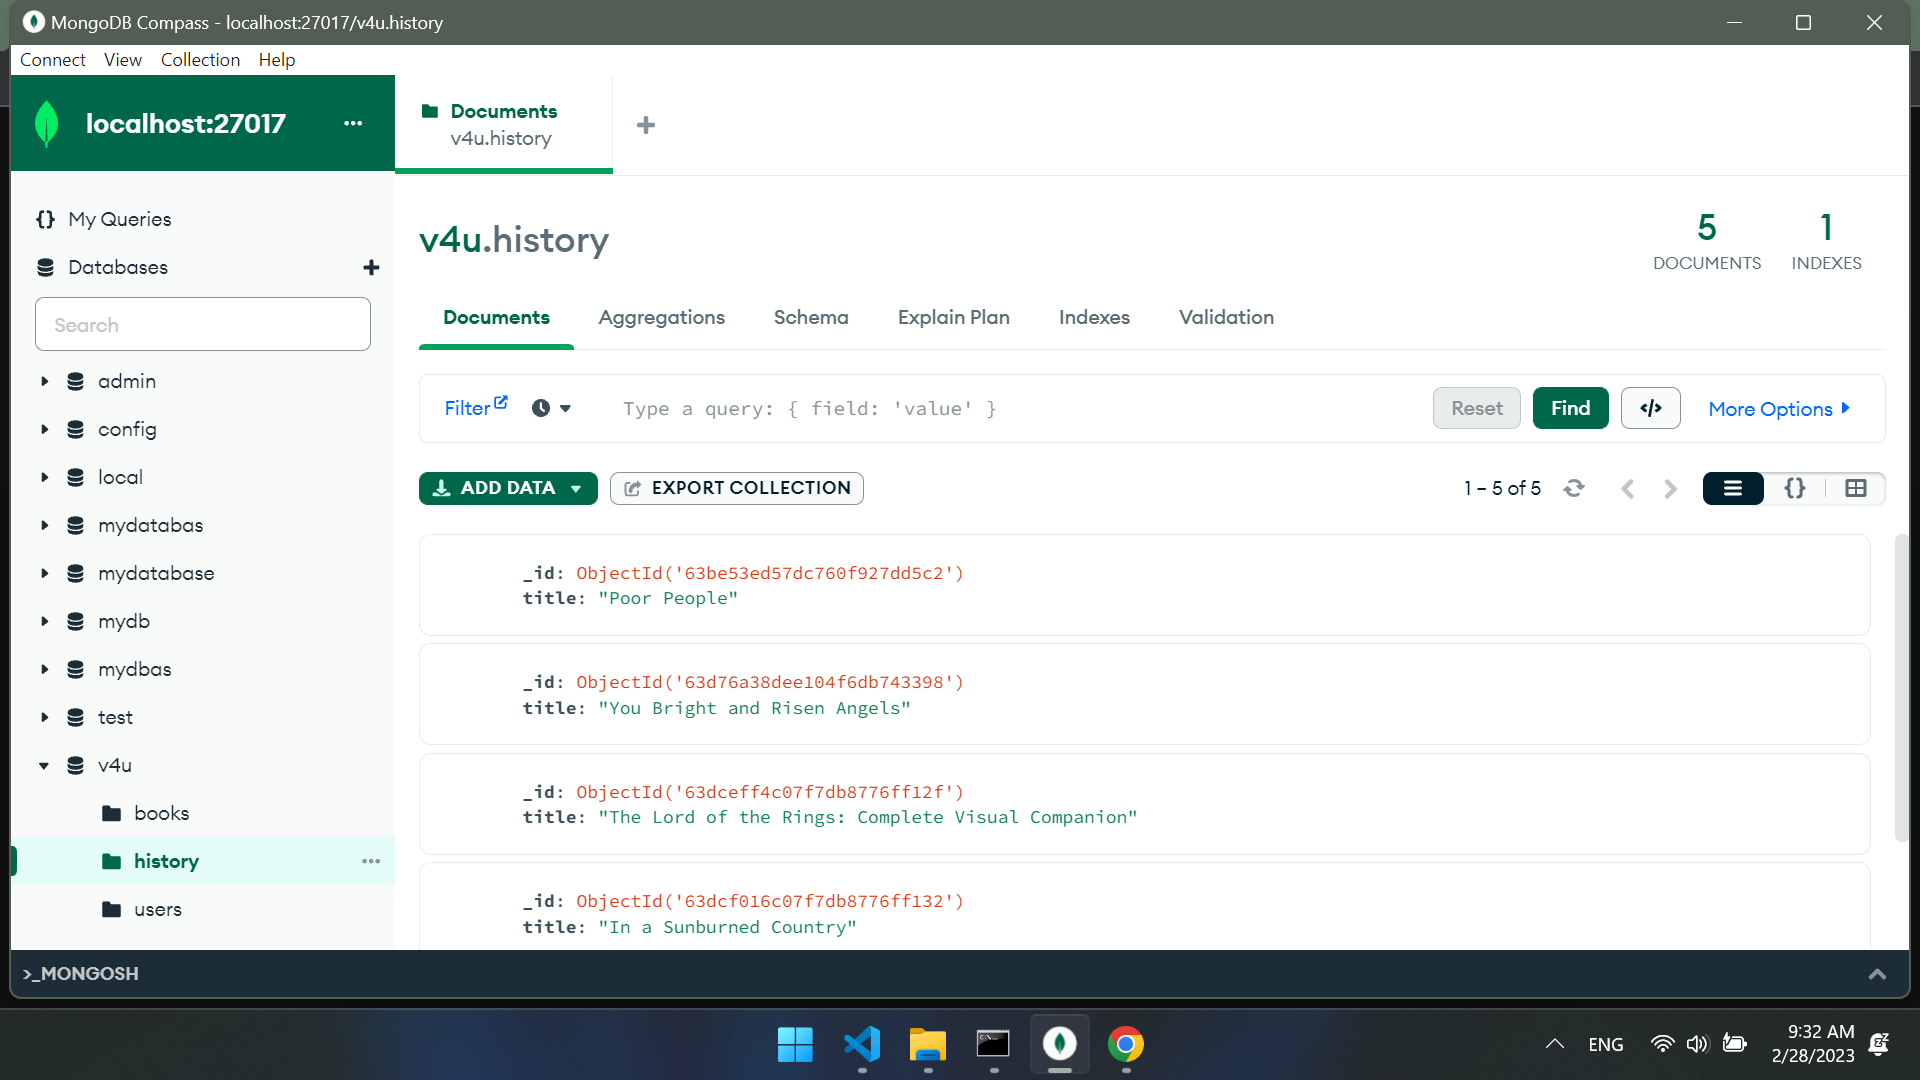 MongoDB Compass - localhost:27017/v4u.history
Connect View Collection Help
localhost:27017 ...
Documents
v4u.history
+
{} My Queries
Databases +
Search
admin
config
local
mydatabas
mydatabase
mydb
mydbas
test
v4u
books
history ...
users
v4u.history
5
DOCUMENTS
1
INDEXES
Documents Aggregations Schema Explain Plan Indexes Validation
Filter Type a query: { field: 'value' } Reset Find </> More Options
ADD DATA EXPORT COLLECTION 1 – 5 of 5 {}
_id: ObjectId('63be53ed57dc760f927dd5c2')
title: "Poor People"
_id: ObjectId('63d76a38dee104f6db743398')
title: "You Bright and Risen Angels"
_id: ObjectId('63dceff4c07f7db8776ff12f')
title: "The Lord of the Rings: Complete Visual Companion"
_id: ObjectId('63dcf016c07f7db8776ff132')
title: "In a Sunburned Country"
>_MONGOSH
ENG
9:32 AM
2/28/2023